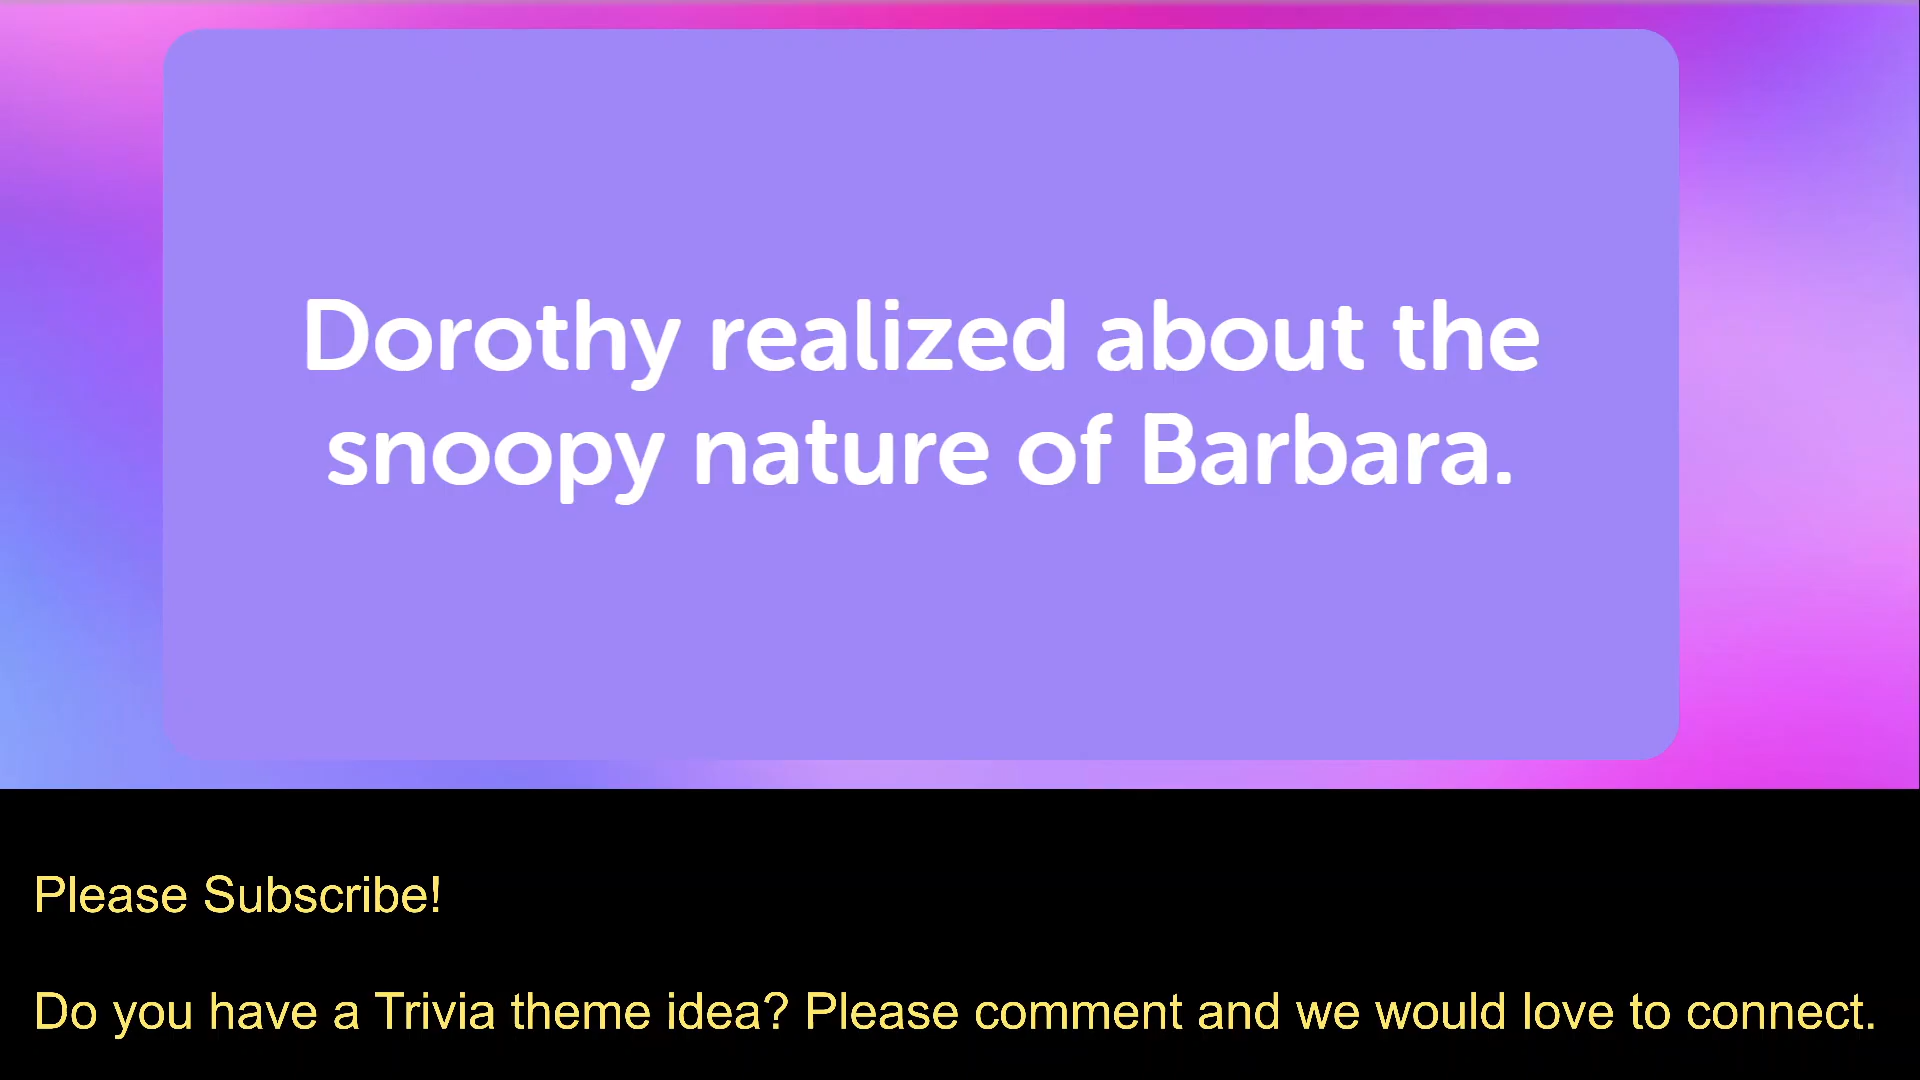 Dorothy realized about the
snoopy nature of Barbara.
Please Subscribe!
Do you have a Trivia theme idea? Please comment and we would love to connect.